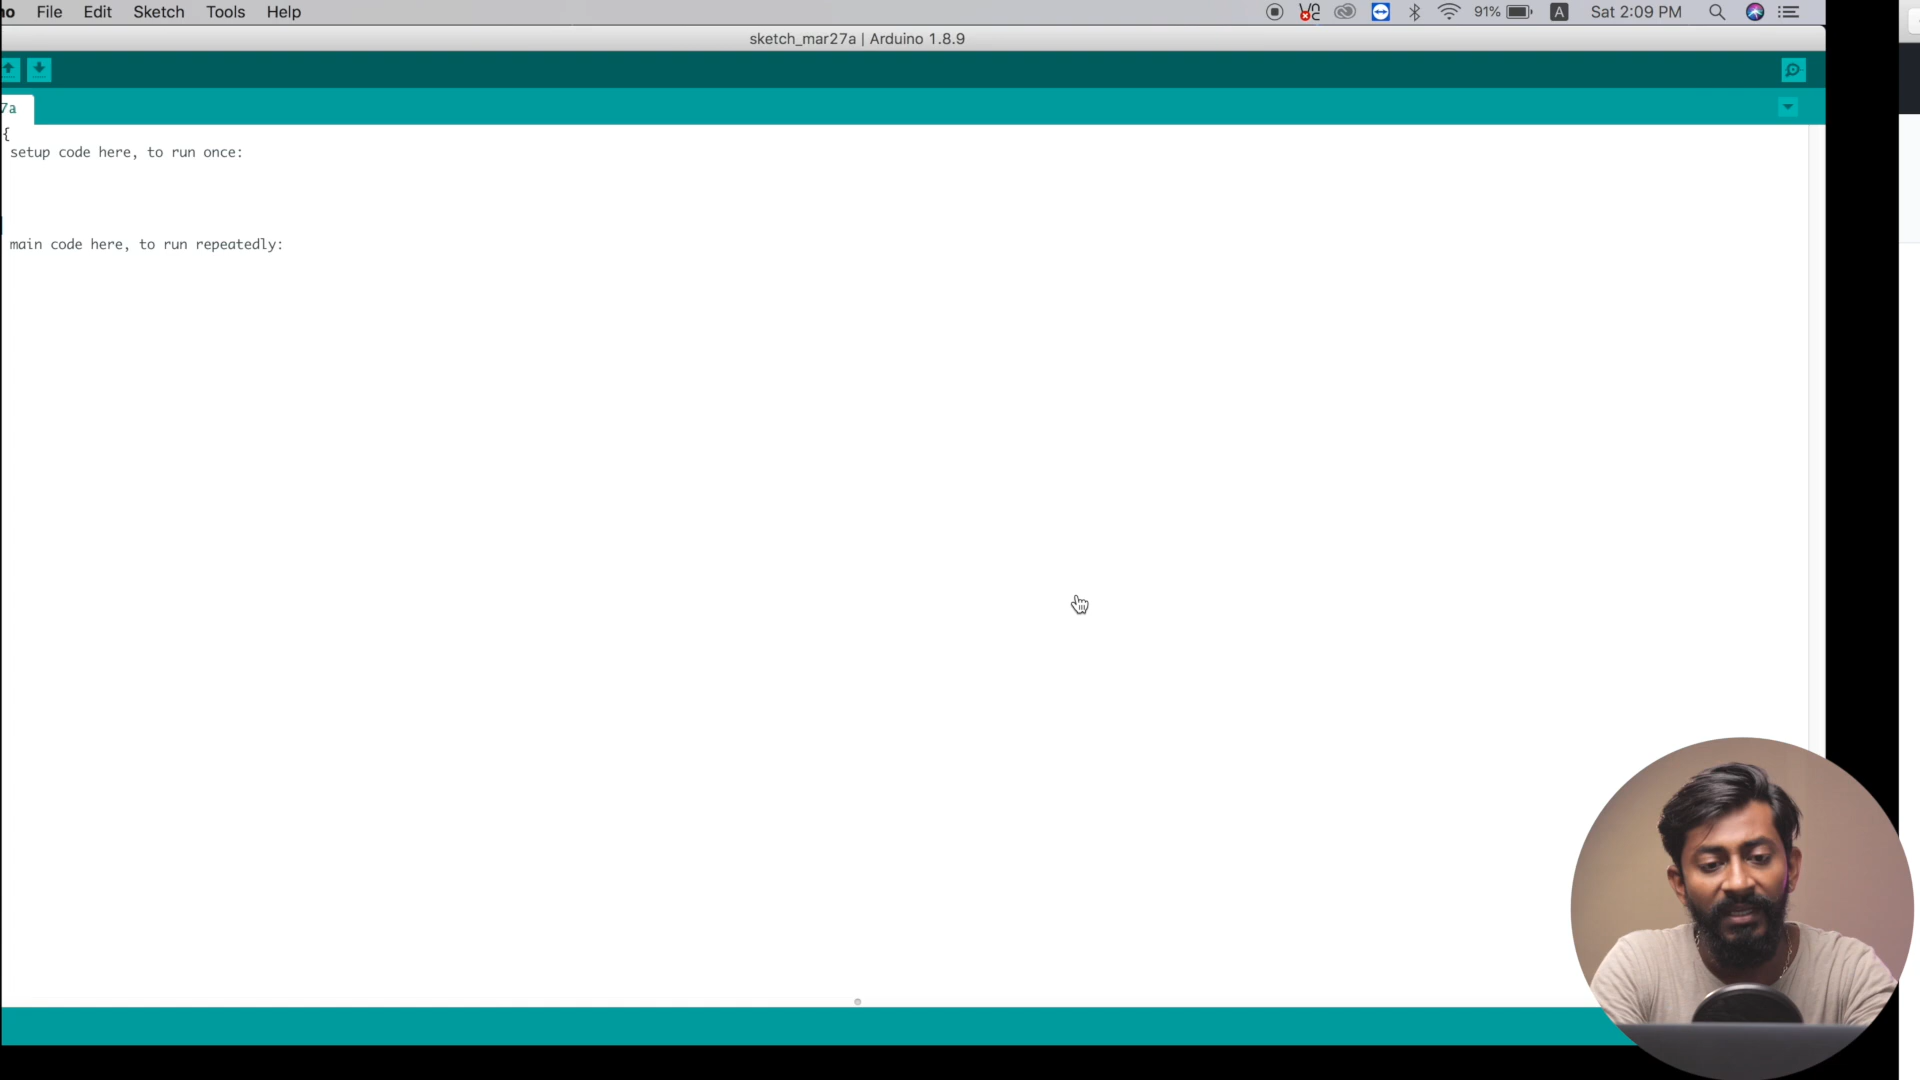 no File Edit Sketch Tools Help 91% A Sat 2:09 PM
sketch_mar27a | Arduino 1.8.9
7a
{
setup code here, to run once:
main code here, to run repeatedly: